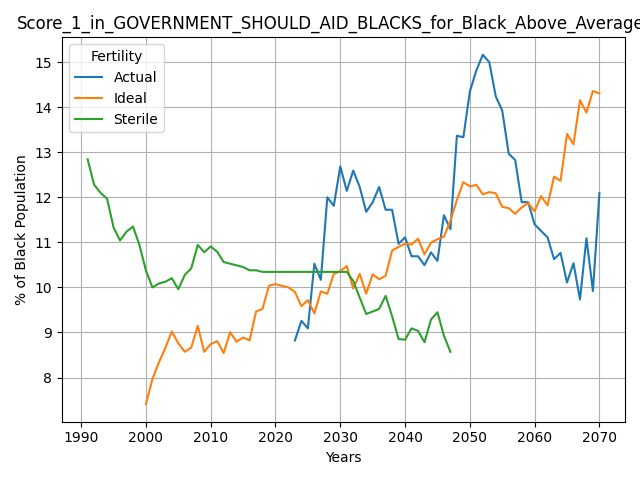 Score_1_in_GOVERNMENT_SHOULD_AID_BLACKS_for_Black_Above_Average
Fertility
Actual
Ideal
Sterile
% of Black Population
15
14
13
12
11
10
9
8
1990 2000 2010 2020 2030 2040 2050 2060 2070
Years